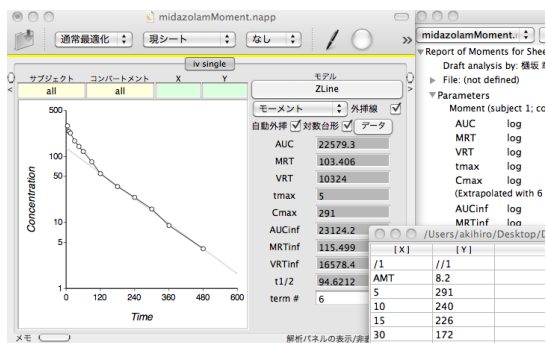 midazolamMoment.napp
通常最適化
現シート
なし
»
iv single
サブジェクト コンパートメント X Y
all all
モデル
ZLine
モーメント 外挿線
自動外挿 対数台形 データ
AUC 22579.3
MRT 103.406
VRT 10324
tmax 5
Cmax 291
AUCinf 23124.2
MRTinf 115.499
VRTinf 16578.4
t1/2 94.6212
term # 6
Concentration
500
100
50
10
5
1
0 120 240 360 480 600
Time
メモ
解析パネルの表示/非表
midazolamMoment.
Report of Moments for Shee
Draft analysis by:
File: (not defined)
Parameters
Moment (subject 1; co
AUC log
MRT log
VRT log
tmax log
Cmax log
(Extrapolated with 6
AUCinf log
MRTinf log
/Users/akihiro/Desktop/D
[X] [Y]
/1 //1
AMT 8.2
5 291
10 240
15 226
30 172